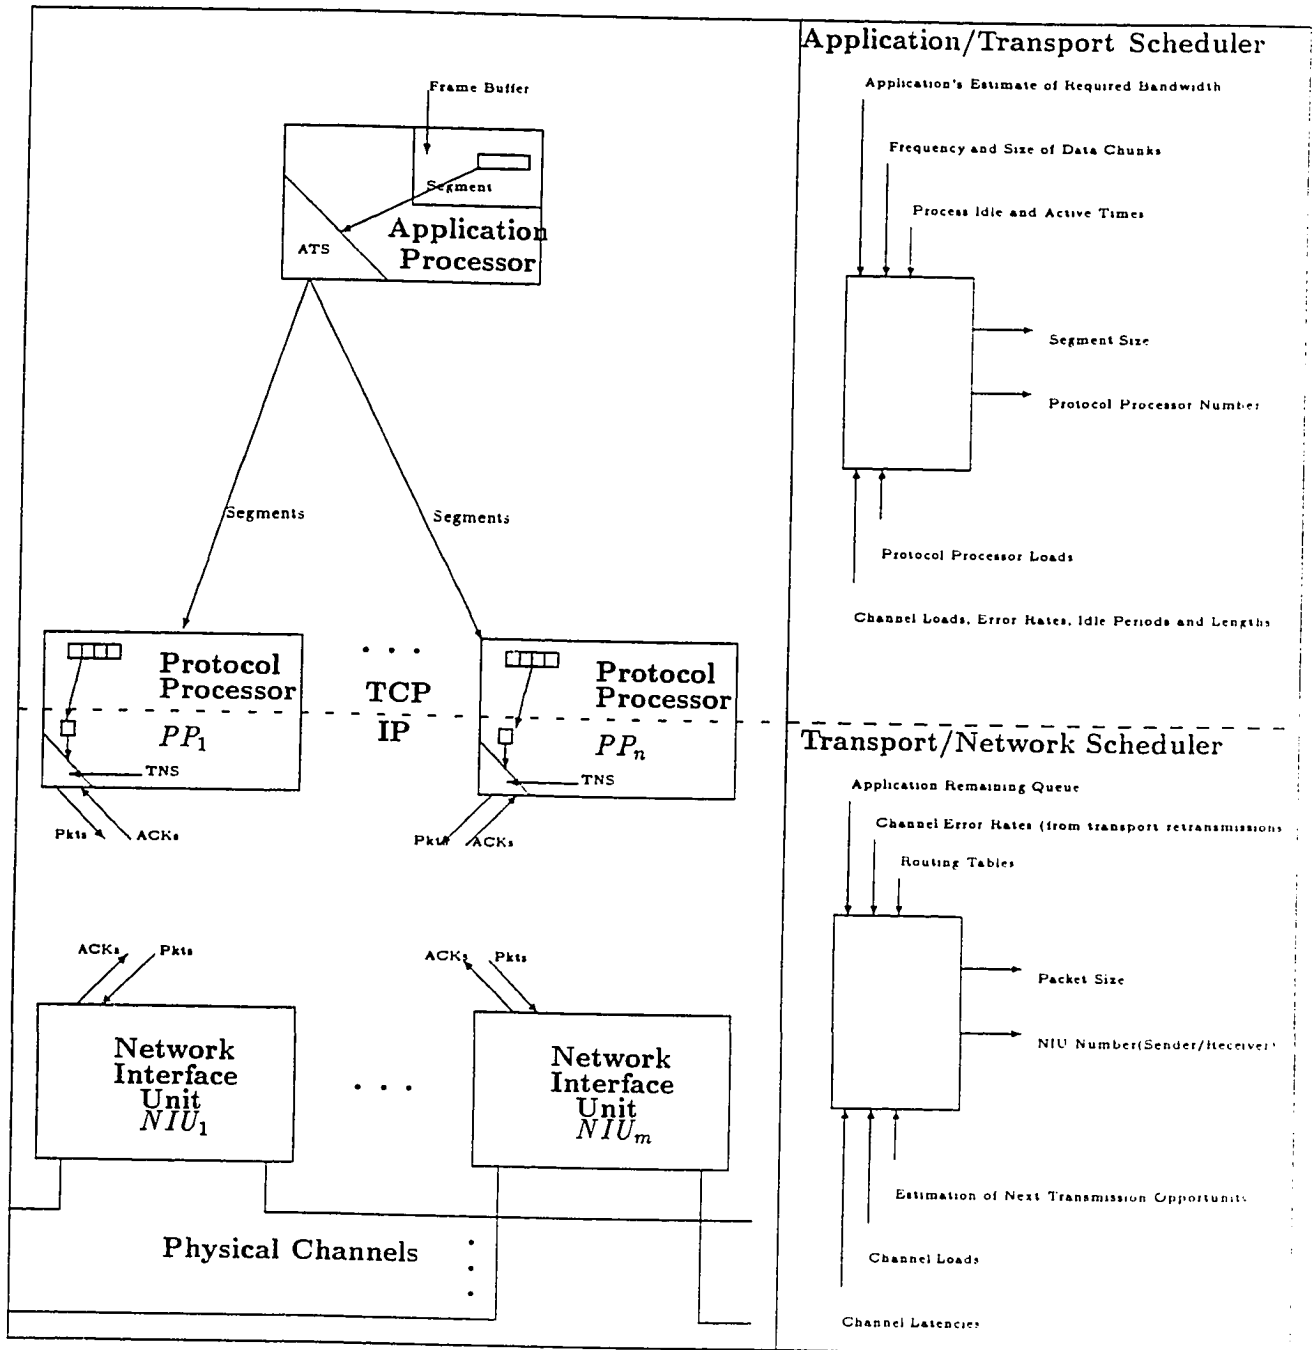 Frame Buffer
Segment
ATS
Application
Processor
Segments
Segments
Protocol
Processor
PP1
TNS
. . .
TCP
IP
Protocol
Processor
PPn
TNS
Pkts
ACKs
Pkts
ACKs
ACKs
Pkts
ACKs
Pkts
Network
Interface
Unit
NIU1
. . .
Network
Interface
Unit
NIUm
Physical Channels
Application/Transport Scheduler
Application's Estimate of Required Bandwidth
Frequency and Size of Data Chunks
Process Idle and Active Times
Segment Size
Protocol Processor Number
Protocol Processor Loads
Channel Loads, Error Rates, Idle Periods and Lengths
Transport/Network Scheduler
Application Remaining Queue
Channel Error Rates (from transport retransmissions
Routing Tables
Packet Size
NIU Number(Sender/Receiver)
Estimation of Next Transmission Opportunity
Channel Loads
Channel Latencies